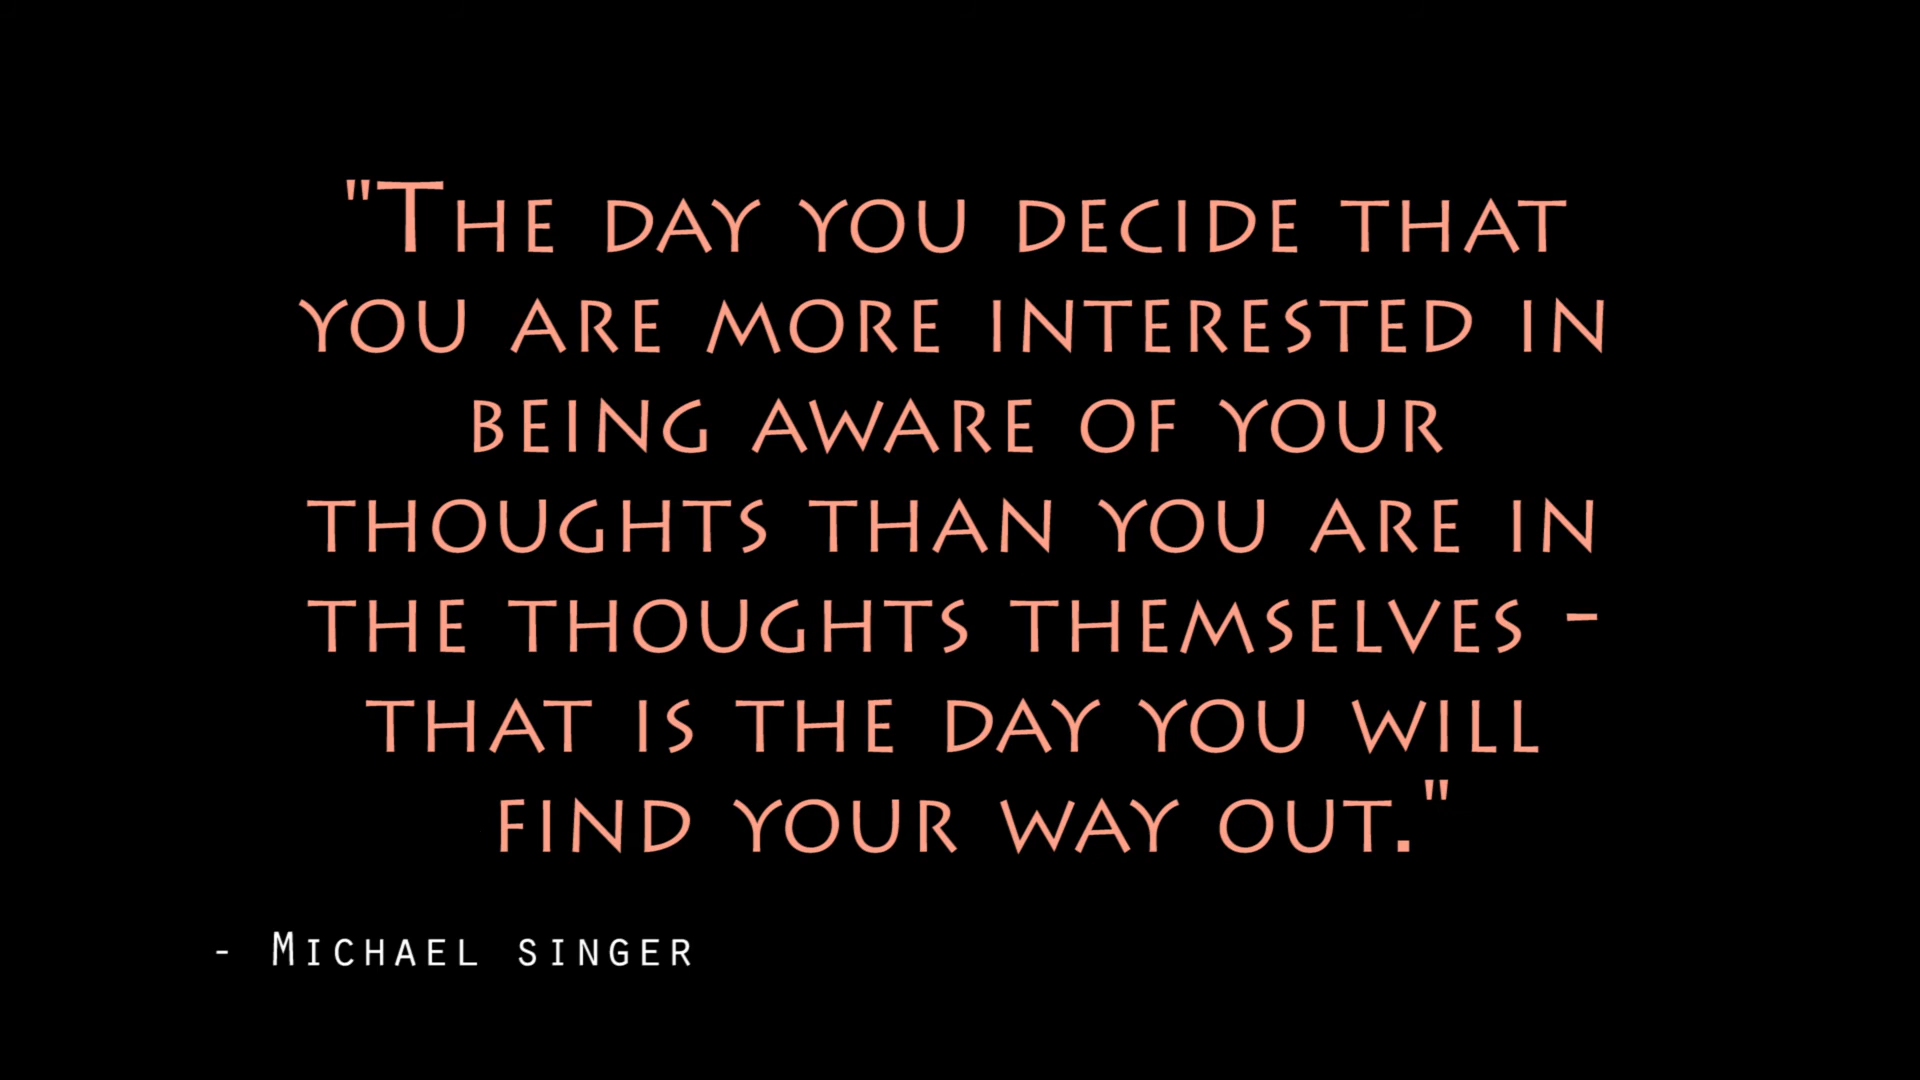 "The day you decide that
you are more interested in
being aware of your
thoughts than you are in
the thoughts themselves -
that is the day you will
find your way out."
- Michael singer